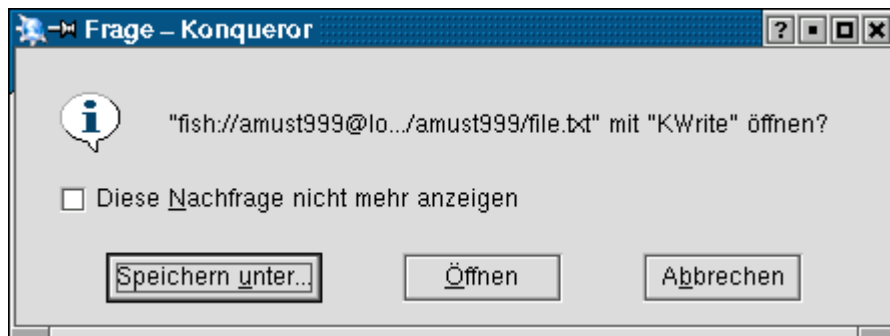 Frage – Konqueror
"fish://amust999@lo.../amust999/file.txt" mit "KWrite" öffnen?
Diese Nachfrage nicht mehr anzeigen
Speichern unter... Öffnen Abbrechen